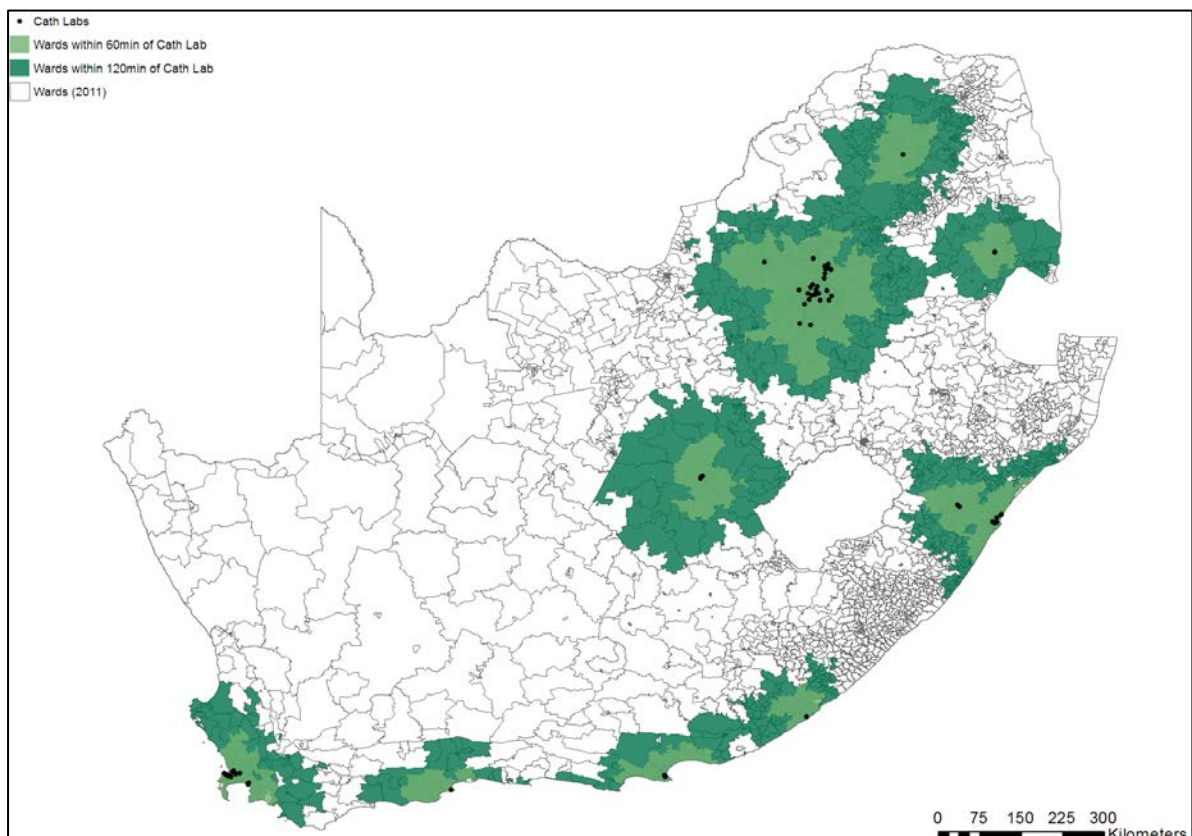 Cath Labs
Wards within 60min of Cath Lab
Wards within 120min of Cath Lab
Wards (2011)
0 75 150 225 300
Kilometers